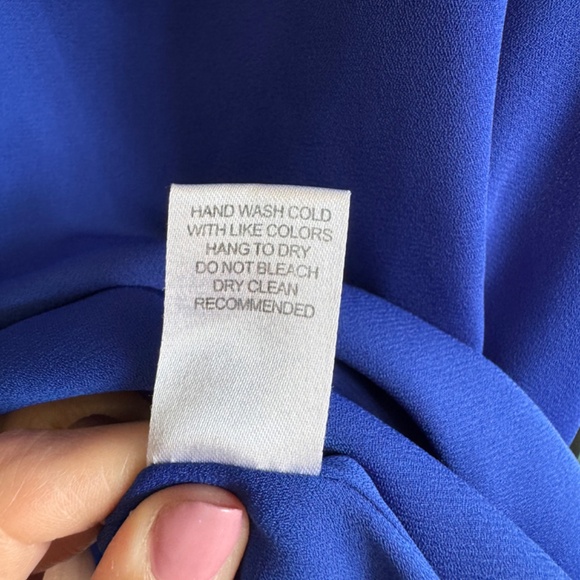 HAND WASH COLD
WITH LIKE COLORS
HANG TO DRY
DO NOT BLEACH
DRY CLEAN
RECOMMENDED